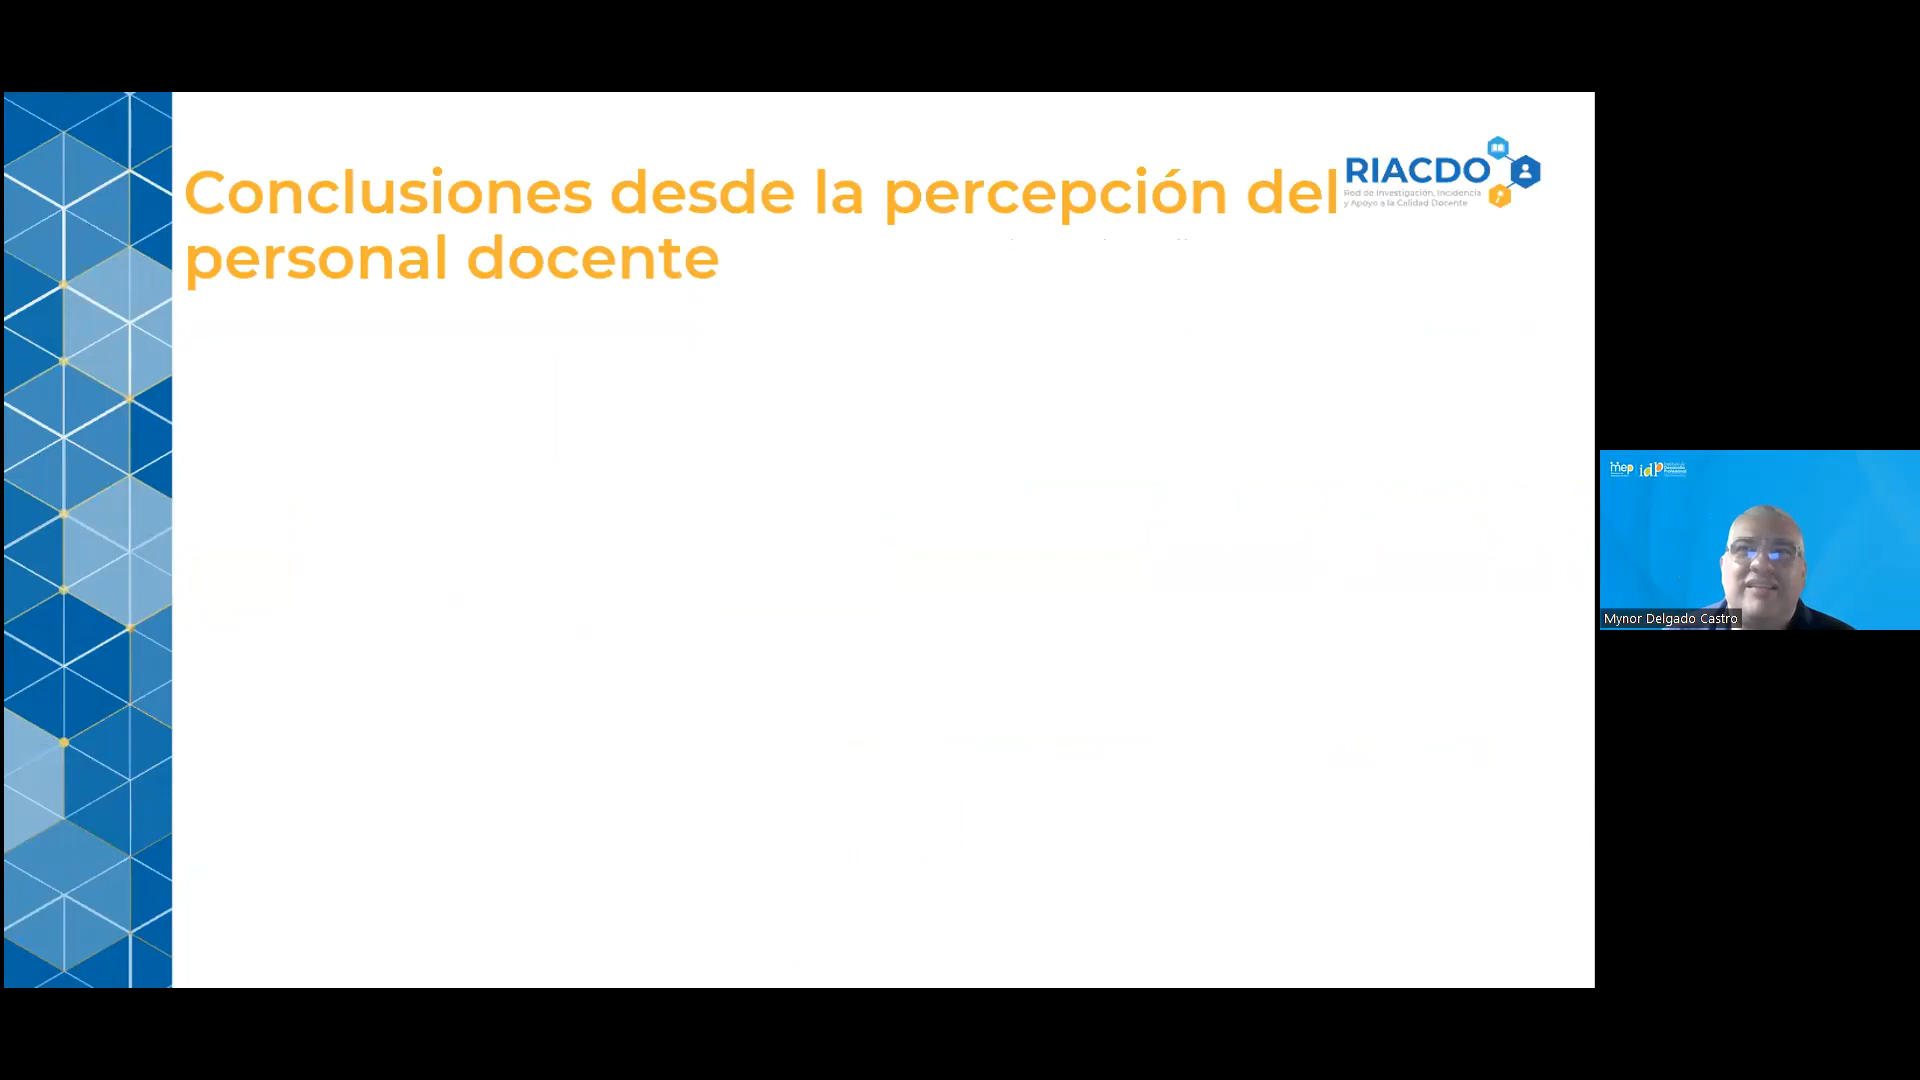 Conclusiones desde la percepción del
personal docente
RIACDO
Red de Investigación, Incidencia
y Apoyo a la Calidad Docente
mep
idp
Mynor Delgado Castro